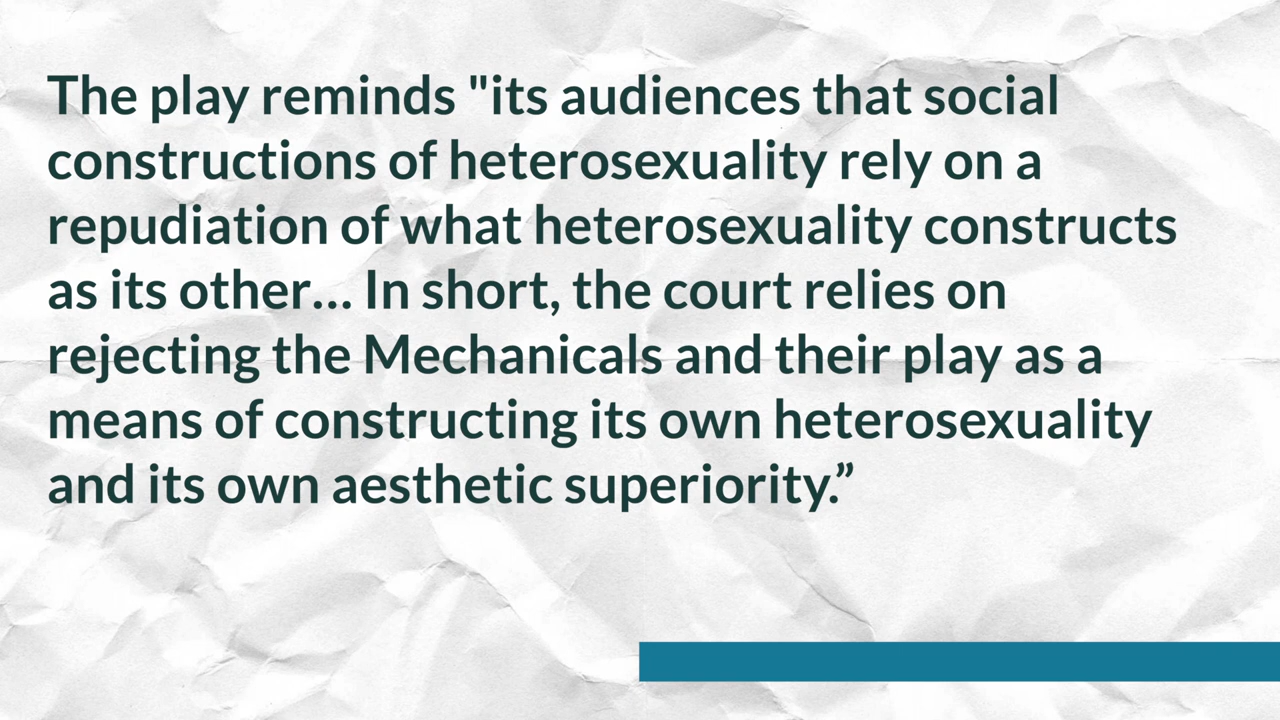 The play reminds "its audiences that social
constructions of heterosexuality rely on a
repudiation of what heterosexuality constructs
as its other... In short, the court relies on
rejecting the Mechanicals and their play as a
means of constructing its own heterosexuality
and its own aesthetic superiority.”